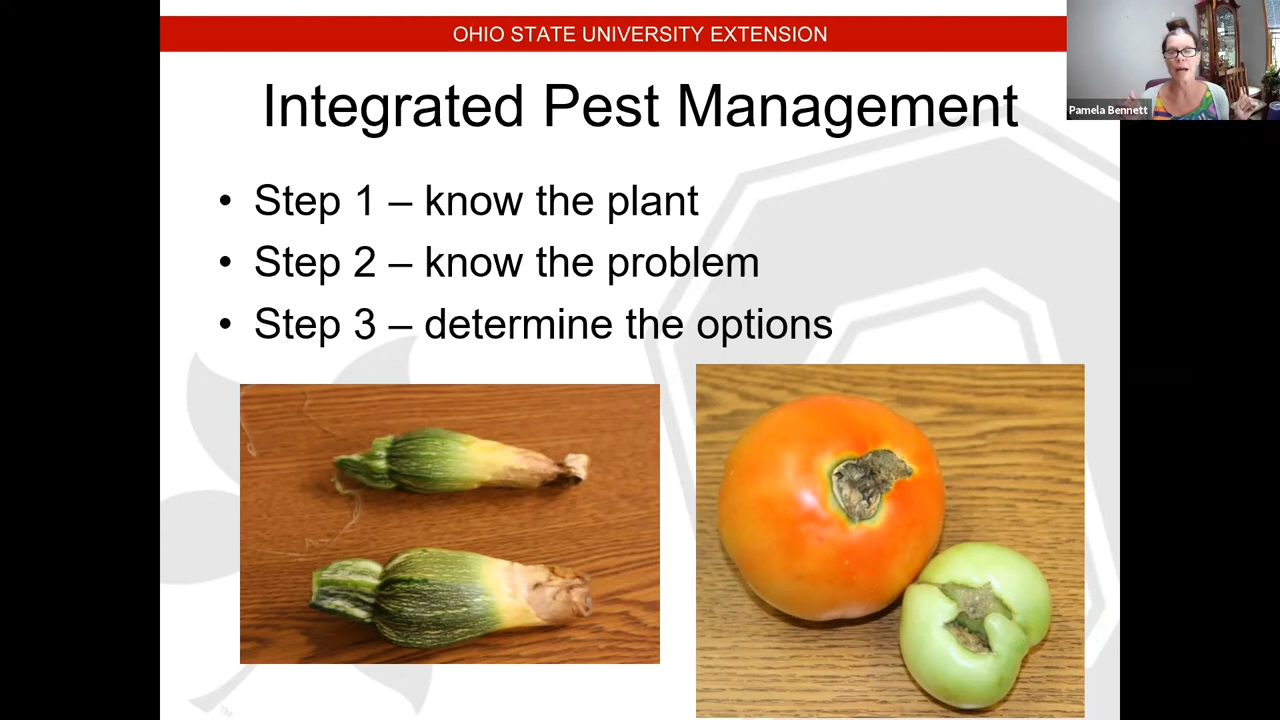 OHIO STATE UNIVERSITY EXTENSION
Pamela Bennett
Integrated Pest Management
• Step 1 – know the plant
• Step 2 – know the problem
• Step 3 – determine the options
TM